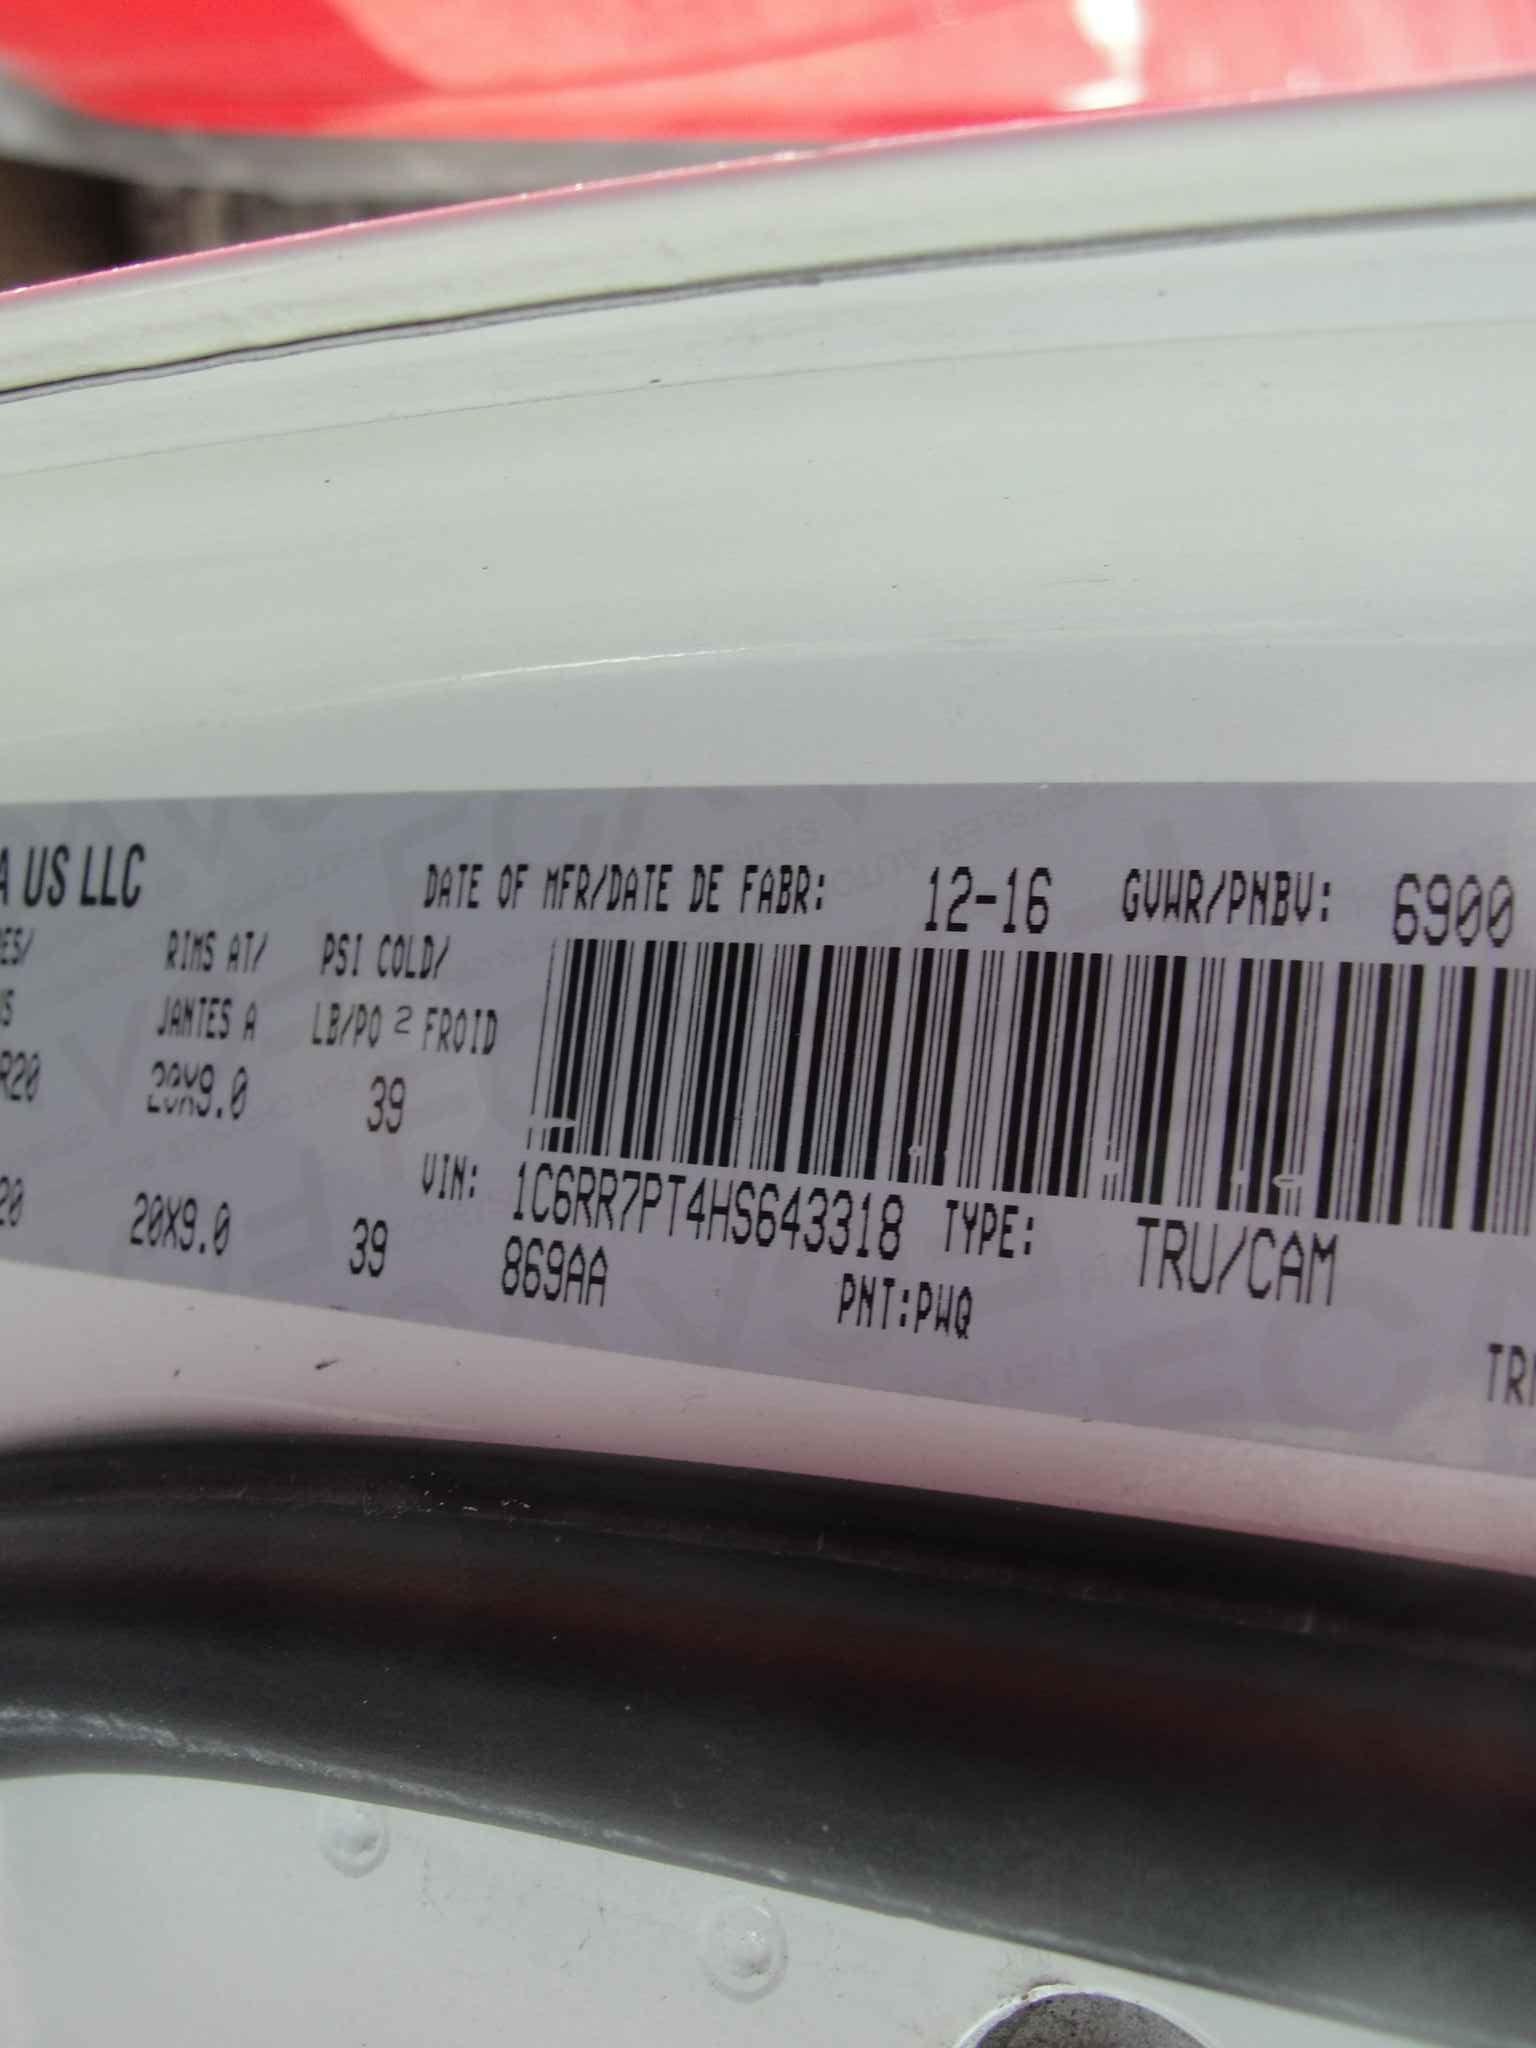 A US LLC
DATE OF MFR/DATE DE FABR: 12-16 GVWR/PNBV: 6900
RIMS AT/ PSI COLD/
JANTES A LB/PO 2 FROID
R20 20X9.0 39
VIN: 1C6RR7PT4HS643318 TYPE: TRU/CAM
20 20X9.0 39
869AA PNT:PWQ